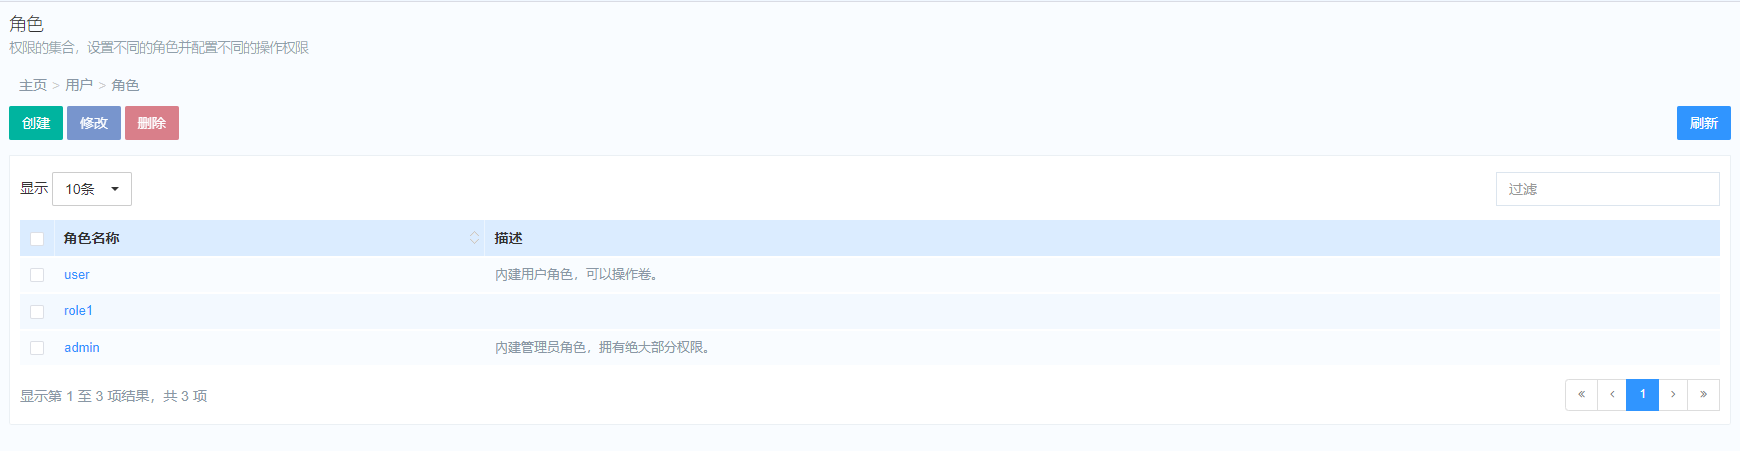 角色
权限的集合，设置不同的角色并配置不同的操作权限
主页 > 用户 > 角色
创建 修改 删除 刷新
显示 10条 过滤
角色名称 描述
user 内建用户角色，可以操作卷。
role1
admin 内建管理员角色，拥有绝大部分权限。
显示第 1 至 3 项结果，共 3 项 « ‹ 1 › »